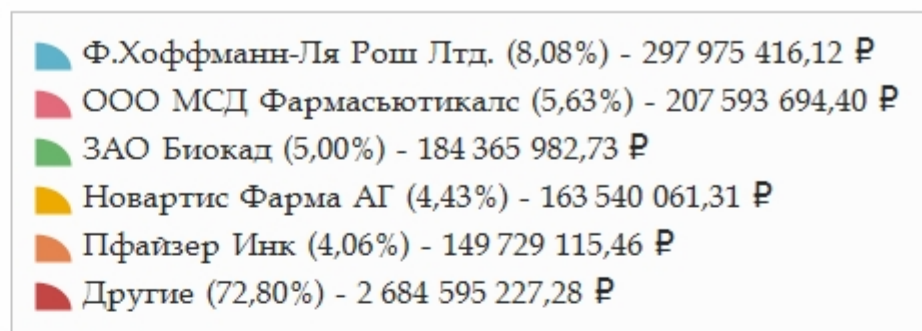 Ф.Хоффманн-Ля Рош Лтд. (8,08%) - 297 975 416,12 ₽
ООО МСД Фармасьютикалс (5,63%) - 207 593 694,40 ₽
ЗАО Биокад (5,00%) - 184 365 982,73 ₽
Новартис Фарма АГ (4,43%) - 163 540 061,31 ₽
Пфайзер Инк (4,06%) - 149 729 115,46 ₽
Другие (72,80%) - 2 684 595 227,28 ₽